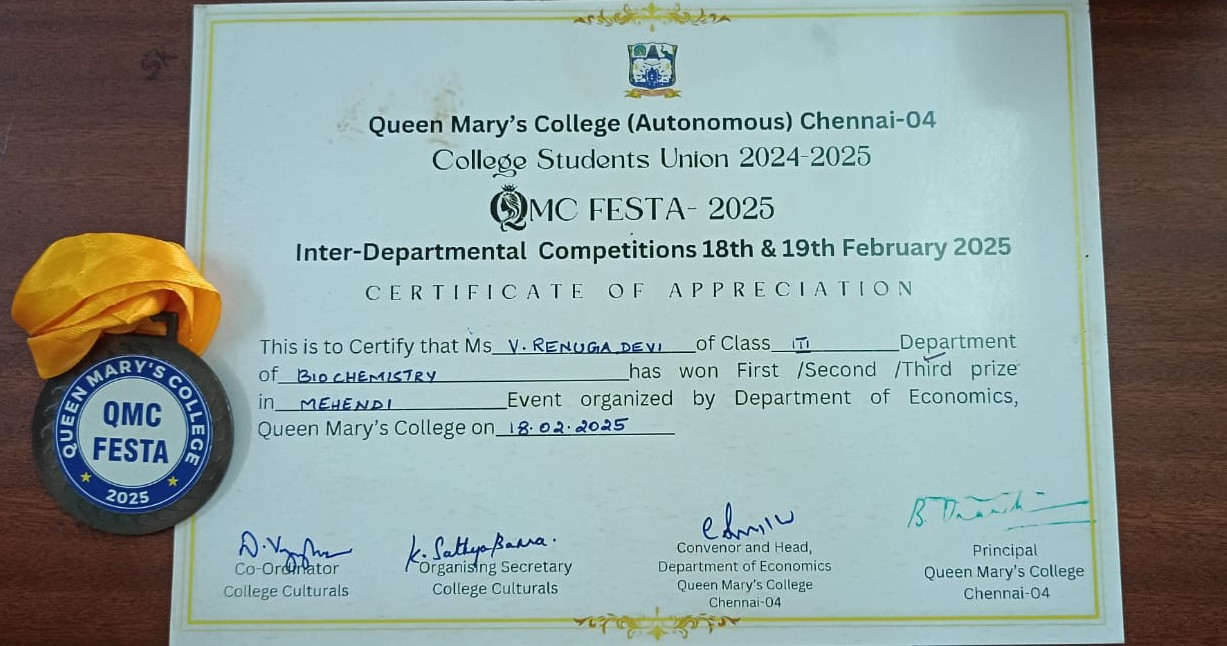 Queen Mary's College (Autonomous) Chennai-04
College Students Union 2024-2025
QMC FESTA- 2025
Inter-Departmental Competitions 18th & 19th February 2025
CERTIFICATE OF APPRECIATION
This is to Certify that Ms V. RENUGA DEVI of Class III Department
of BIOCHEMISTRY has won First /Second /Third prize
in MEHENDI Event organized by Department of Economics,
Queen Mary's College on 18.02.2025
K. Sathya
Co-Ordinator
College Culturals
Organising Secretary
College Culturals
Convenor and Head,
Department of Economics
Queen Mary's College
Chennai-04
Principal
Queen Mary's College
Chennai-04
QUEEN MARY'S COLLEGE
QMC
FESTA
2025